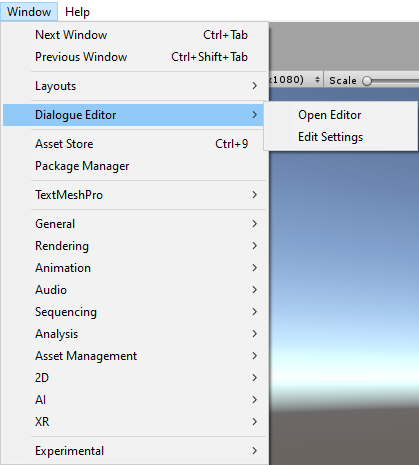 Window Help
Next Window Ctrl+Tab
Previous Window Ctrl+Shift+Tab
Layouts
x1080) Scale
Dialogue Editor
Open Editor
Edit Settings
Asset Store Ctrl+9
Package Manager
TextMeshPro
General
Rendering
Animation
Audio
Sequencing
Analysis
Asset Management
2D
AI
XR
Experimental